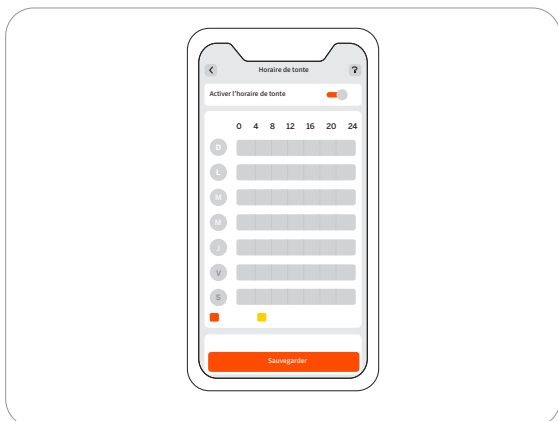 Horaire de tonte
?
Activer l'horaire de tonte
0 4 8 12 16 20 24
D
L
M
M
J
V
S
Sauvegarder